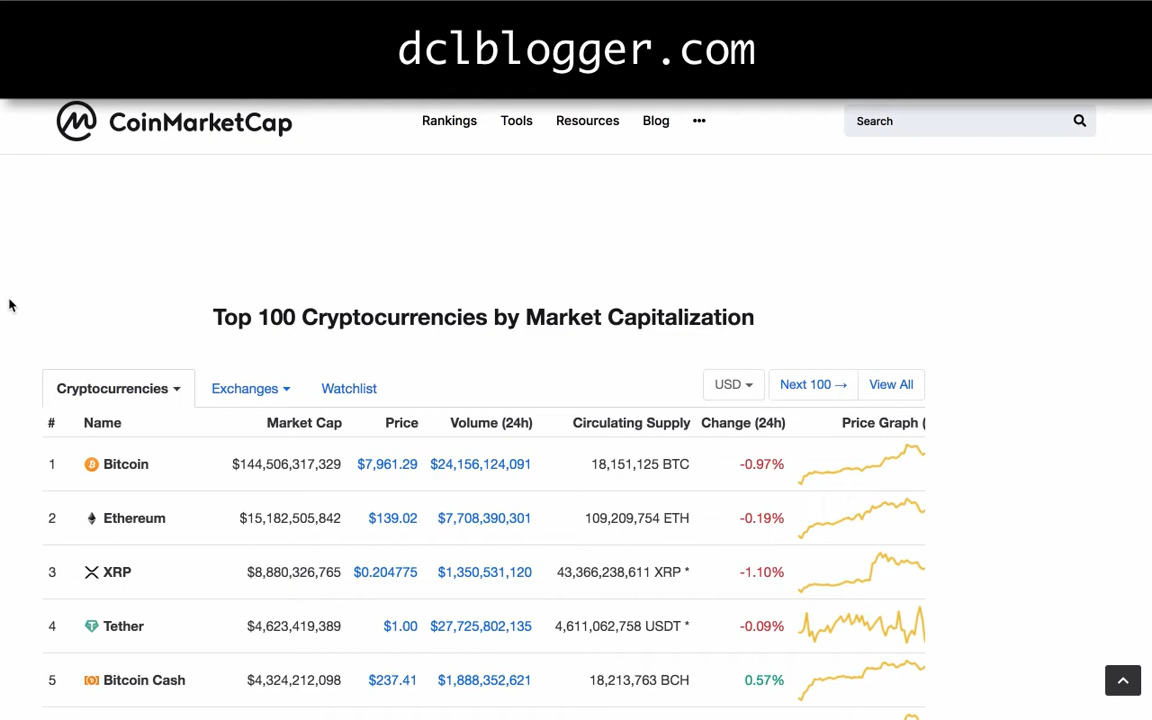 dclblogger.com
CoinMarketCap Rankings Tools Resources Blog ••• Search
Top 100 Cryptocurrencies by Market Capitalization
Cryptocurrencies Exchanges Watchlist USD Next 100 → View All
# Name Market Cap Price Volume (24h) Circulating Supply Change (24h) Price Graph (
1 Bitcoin $144,506,317,329 $7,961.29 $24,156,124,091 18,151,125 BTC -0.97%
2 Ethereum $15,182,505,842 $139.02 $7,708,390,301 109,209,754 ETH -0.19%
3 XRP $8,880,326,765 $0.204775 $1,350,531,120 43,366,238,611 XRP * -1.10%
4 Tether $4,623,419,389 $1.00 $27,725,802,135 4,611,062,758 USDT * -0.09%
5 Bitcoin Cash $4,324,212,098 $237.41 $1,888,352,621 18,213,763 BCH 0.57%